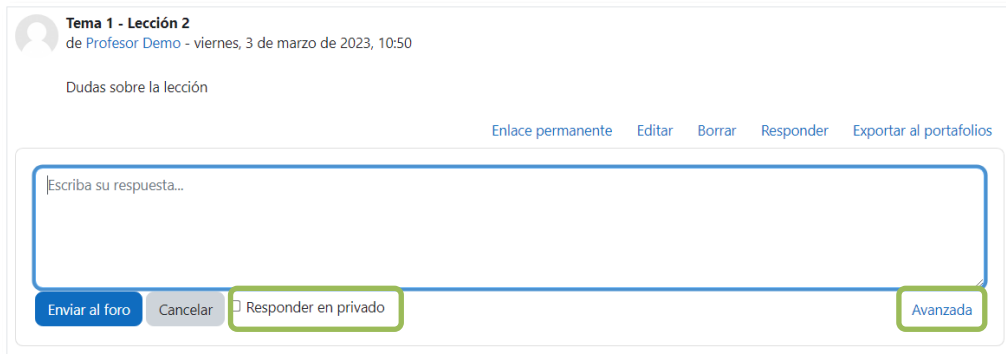 Tema 1 - Lección 2
de Profesor Demo - viernes, 3 de marzo de 2023, 10:50
Dudas sobre la lección
Enlace permanente Editar Borrar Responder Exportar al portafolios
Escriba su respuesta...
Enviar al foro Cancelar Responder en privado Avanzada